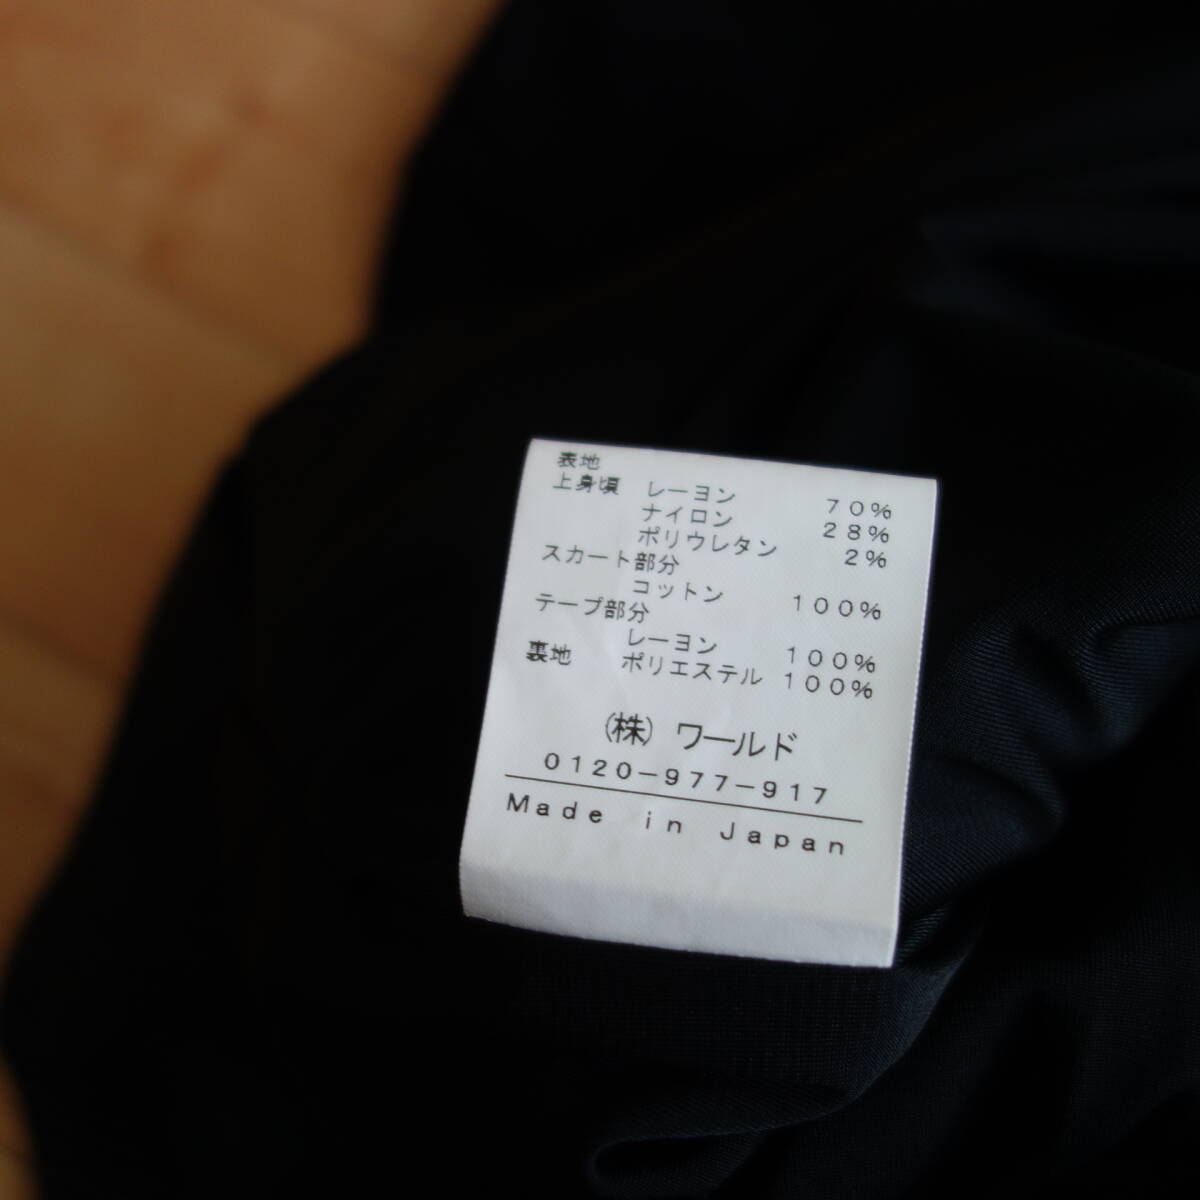 表地
上身頃 レーヨン 70%
ナイロン 28%
ポリウレタン 2%
スカート部分
コットン 100%
テープ部分
レーヨン 100%
裏地 ポリエステル 100%
(株) ワールド
0120-977-917
Made in Japan